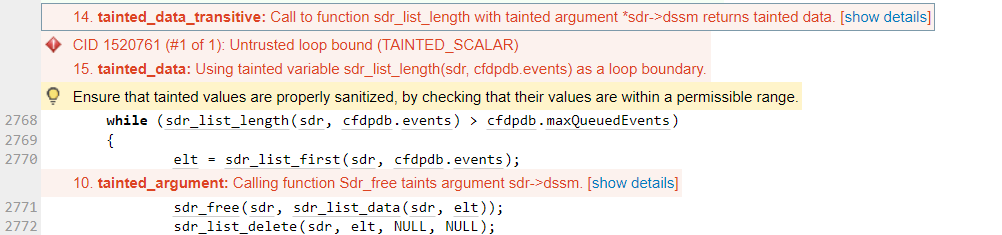 14. tainted_data_transitive: Call to function sdr_list_length with tainted argument *sdr->dssm returns tainted data. [show details]
CID 1520761 (#1 of 1): Untrusted loop bound (TAINTED_SCALAR)
15. tainted_data: Using tainted variable sdr_list_length(sdr, cfdpdb.events) as a loop boundary.
Ensure that tainted values are properly sanitized, by checking that their values are within a permissible range.
2768 while (sdr_list_length(sdr, cfdpdb.events) > cfdpdb.maxQueuedEvents)
2769 {
2770 elt = sdr_list_first(sdr, cfdpdb.events);
10. tainted_argument: Calling function Sdr_free taints argument sdr->dssm. [show details]
2771 sdr_free(sdr, sdr_list_data(sdr, elt));
2772 sdr_list_delete(sdr, elt, NULL, NULL);